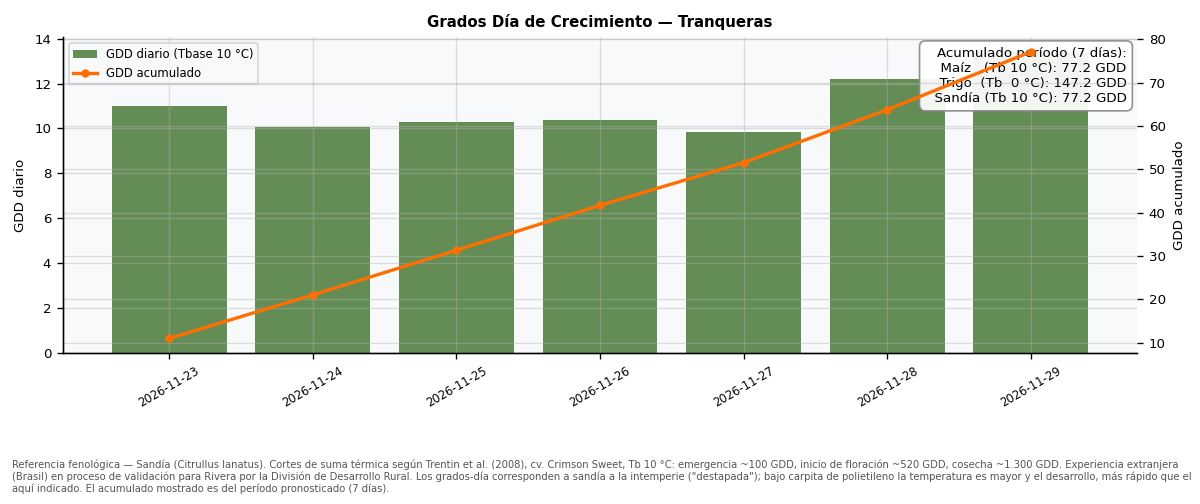 Grados Día de Crecimiento — Tranqueras
GDD diario (Tbase 10 °C)
GDD acumulado
Acumulado período (7 días):
Maíz (Tb 10 °C): 77.2 GDD
Trigo (Tb 0 °C): 147.2 GDD
Sandía (Tb 10 °C): 77.2 GDD
GDD diario
14
12
10
8
6
4
2
0
80
70
60
50
40
30
20
10
GDD acumulado
2026-11-23
2026-11-24
2026-11-25
2026-11-26
2026-11-27
2026-11-28
2026-11-29
Referencia fenológica — Sandía (Citrullus lanatus). Cortes de suma térmica según Trentin et al. (2008), cv. Crimson Sweet, Tb 10 °C: emergencia ~100 GDD, inicio de floración ~520 GDD, cosecha ~1.300 GDD. Experiencia extranjera
(Brasil) en proceso de validación para Rivera por la División de Desarrollo Rural. Los grados-día corresponden a sandía a la intemperie ("destapada"); bajo carpita de polietileno la temperatura es mayor y el desarrollo, más rápido que el
aquí indicado. El acumulado mostrado es del período pronosticado (7 días).